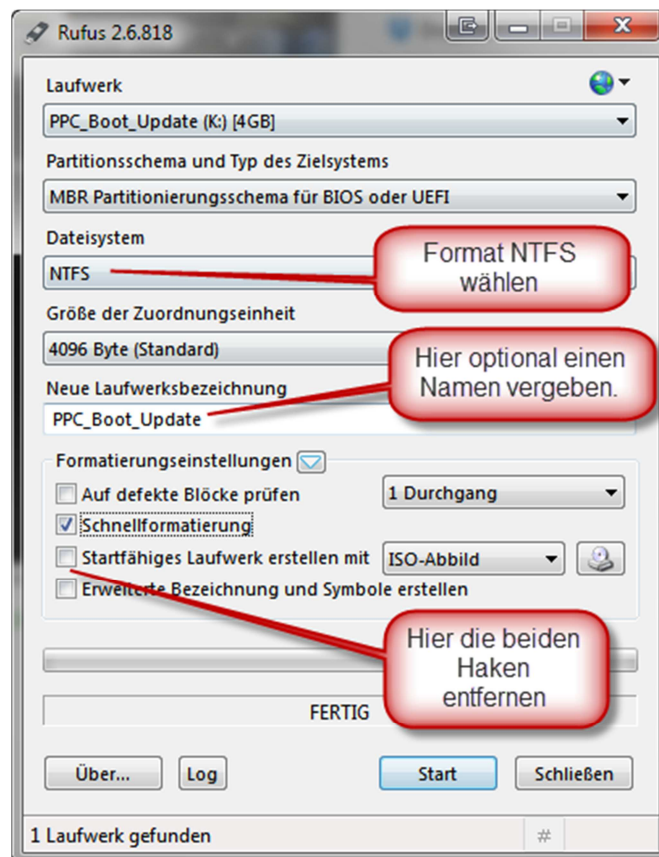 Rufus 2.6.818
Laufwerk
PPC_Boot_Update (K:) [4GB]
Partitionsschema und Typ des Zielsystems
MBR Partitionierungsschema für BIOS oder UEFI
Dateisystem
NTFS
Format NTFS
wählen
Größe der Zuordnungseinheit
4096 Byte (Standard)
Hier optional einen
Namen vergeben.
Neue Laufwerksbezeichnung
PPC_Boot_Update
Formatierungseinstellungen
Auf defekte Blöcke prüfen
1 Durchgang
Schnellformatierung
Startfähiges Laufwerk erstellen mit
ISO-Abbild
Erweiterte Bezeichnung und Symbole erstellen
Hier die beiden
Haken
entfernen
FERTIG
Über...
Log
Start
Schließen
1 Laufwerk gefunden
#